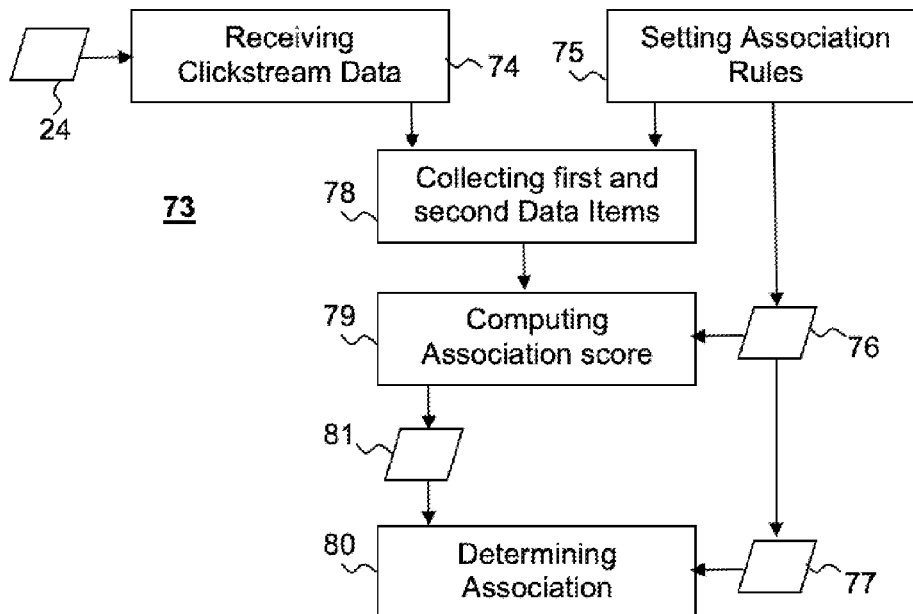 Receiving
Clickstream Data
74
24
75
Setting Association
Rules
73
78
Collecting first and
second Data Items
79
Computing
Association score
76
81
80
Determining
Association
77